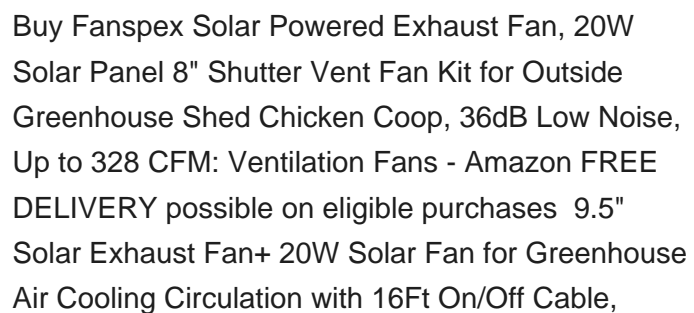 Buy Fanspex Solar Powered Exhaust Fan, 20W
Solar Panel 8" Shutter Vent Fan Kit for Outside
Greenhouse Shed Chicken Coop, 36dB Low Noise,
Up to 328 CFM: Ventilation Fans - Amazon FREE
DELIVERY possible on eligible purchases  9.5"
Solar Exhaust Fan+ 20W Solar Fan for Greenhouse
Air Cooling Circulation with 16Ft On/Off Cable,